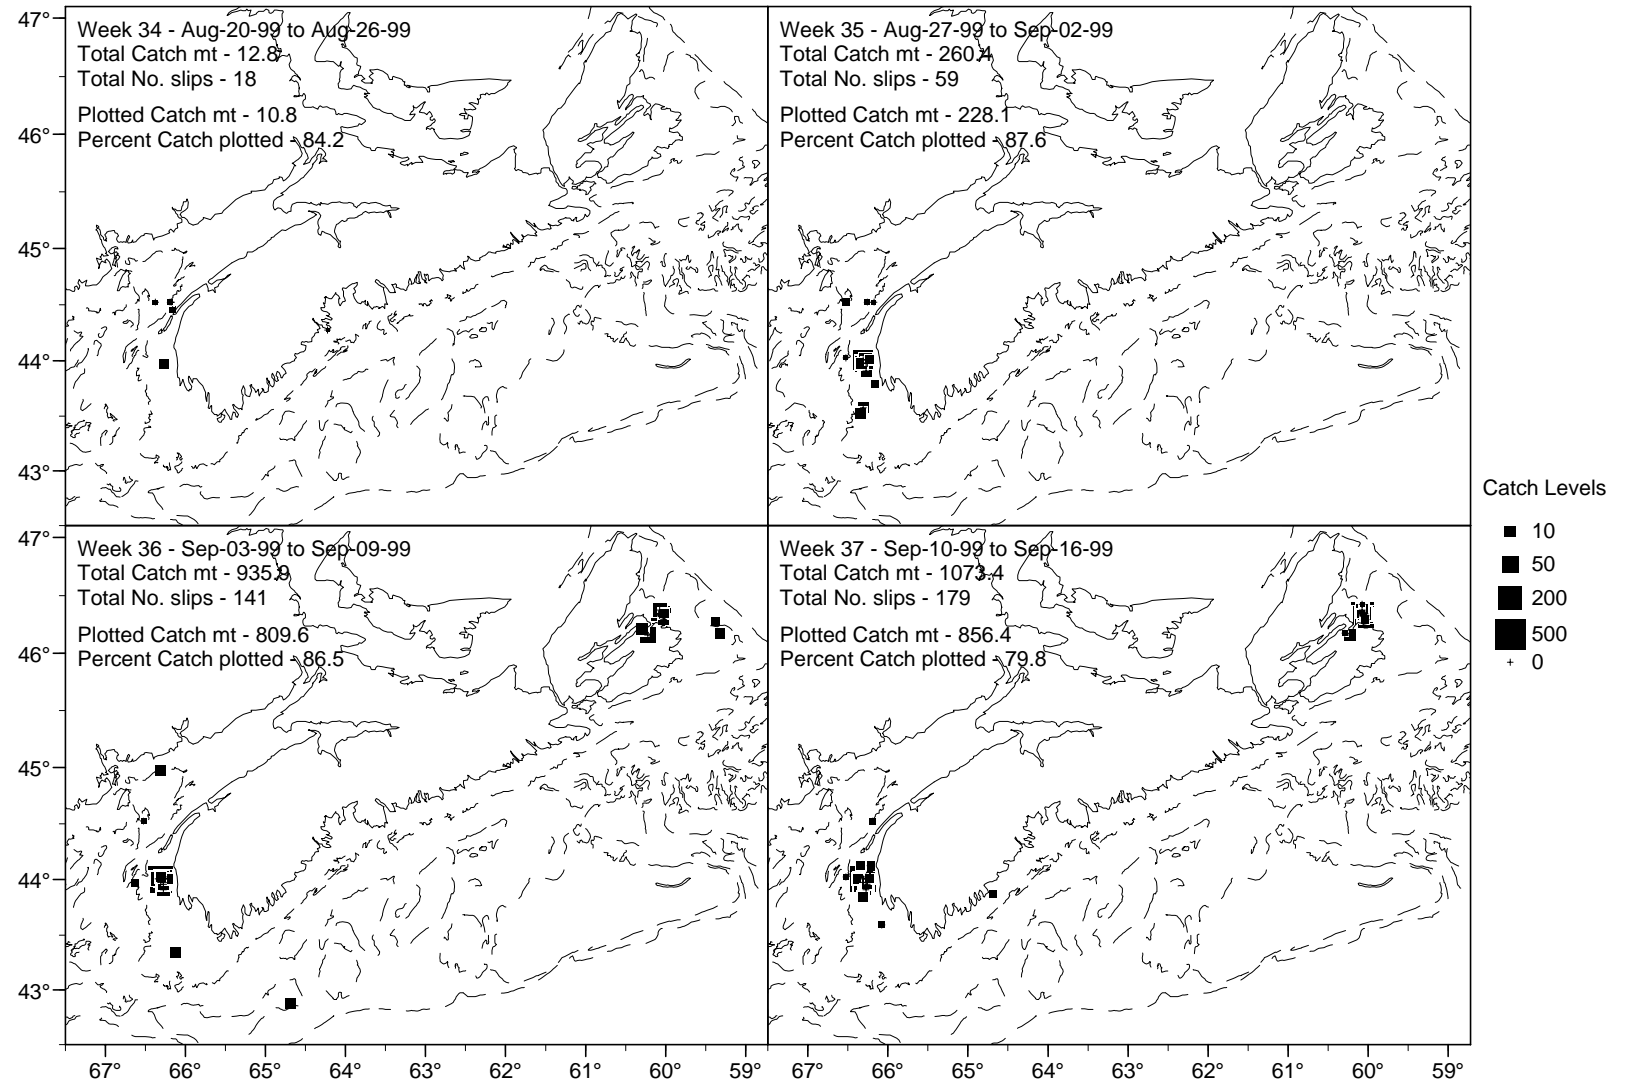 47°
46°
45°
44°
43°
Week 34 - Aug-20-99 to Aug-26-99
Total Catch mt - 12.8
Total No. slips - 18
Plotted Catch mt - 10.8
Percent Catch plotted - 84.2
Week 35 - Aug-27-99 to Sep-02-99
Total Catch mt - 260.4
Total No. slips - 59
Plotted Catch mt - 228.1
Percent Catch plotted - 87.6
47°
46°
45°
44°
43°
Week 36 - Sep-03-99 to Sep-09-99
Total Catch mt - 935.9
Total No. slips - 141
Plotted Catch mt - 809.6
Percent Catch plotted - 86.5
Week 37 - Sep-10-99 to Sep-16-99
Total Catch mt - 1073.4
Total No. slips - 179
Plotted Catch mt - 856.4
Percent Catch plotted - 79.8
67° 66° 65° 64° 63° 62° 61° 60° 59°
67° 66° 65° 64° 63° 62° 61° 60° 59°
Catch Levels
10
50
200
500
0